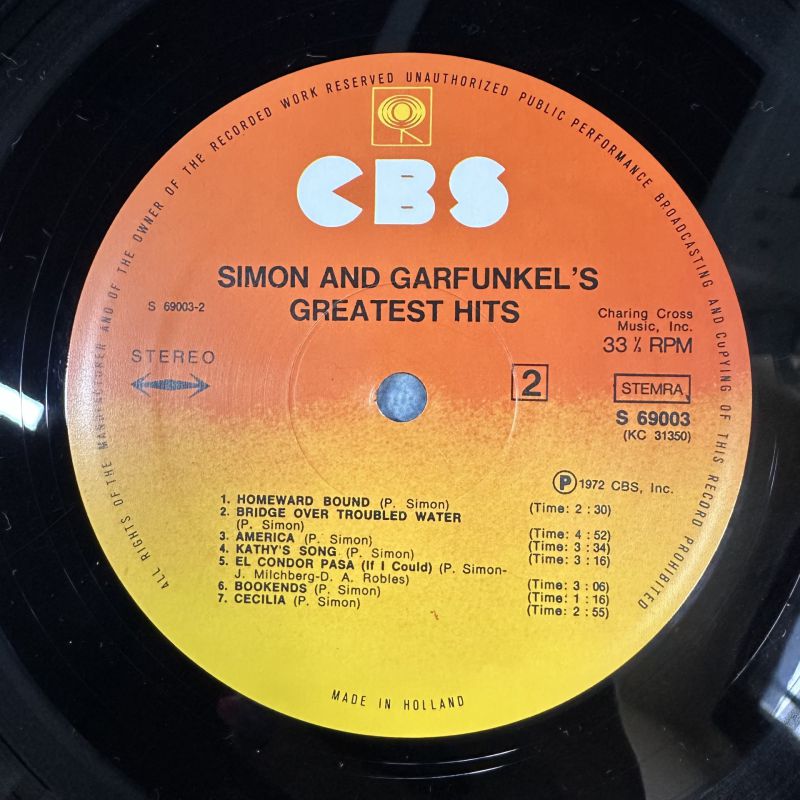 ALL RIGHTS OF THE MANUFACTURER AND OF THE OWNER OF THE RECORDED WORK RESERVED UNAUTHORIZED PUBLIC PERFORMANCE BROADCASTING AND COPYING OF THIS RECORD PROHIBITED
CBS
SIMON AND GARFUNKEL'S
GREATEST HITS
S 69003-2
STEREO
Charing Cross
Music, Inc.
33 ⅓ RPM
2
STEMRA
S 69003
(KC 31350)
Ⓟ 1972 CBS, Inc.
1. HOMEWARD BOUND (P. Simon) (Time: 2 : 30)
2. BRIDGE OVER TROUBLED WATER
(P. Simon) (Time: 4 : 52)
3. AMERICA (P. Simon) (Time: 3 : 34)
4. KATHY'S SONG (P. Simon) (Time: 3 : 16)
5. EL CONDOR PASA (If I Could) (P. Simon-
J. Milchberg-D. A. Robles) (Time: 3 : 06)
6. BOOKENDS (P. Simon) (Time: 1 : 16)
7. CECILIA (P. Simon) (Time: 2 : 55)
MADE IN HOLLAND